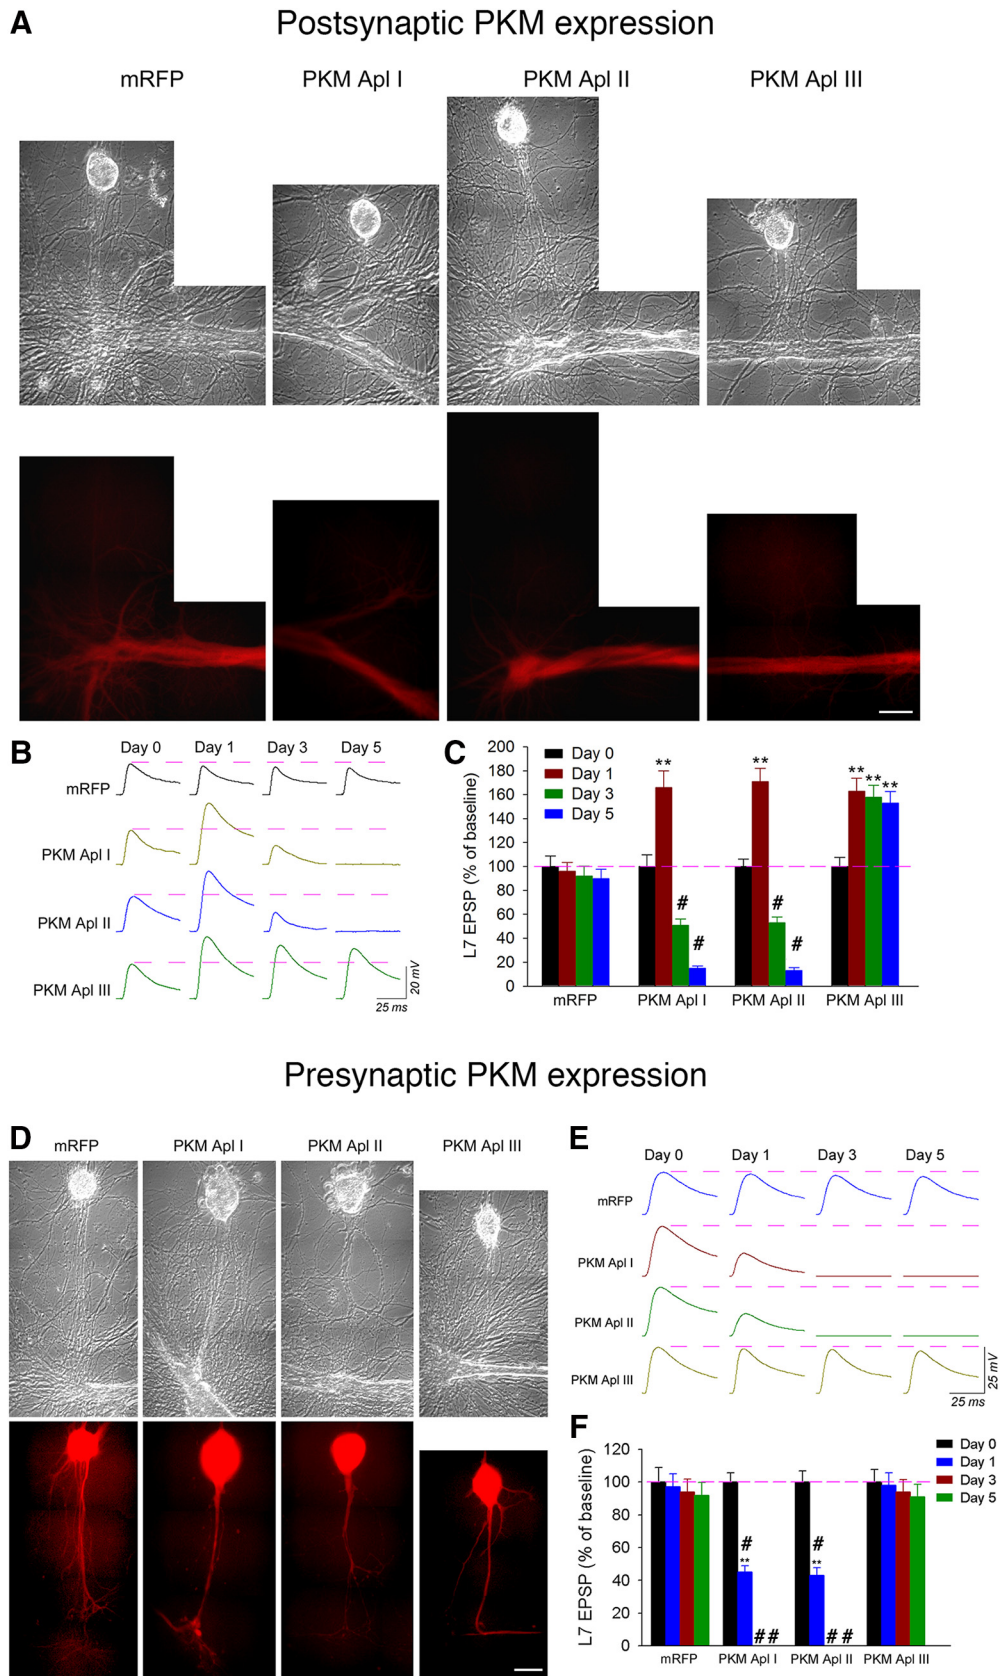 A
Postsynaptic PKM expression
mRFP
PKM Apl I
PKM Apl II
PKM Apl III
B
Day 0
Day 1
Day 3
Day 5
mRFP
PKM Apl I
PKM Apl II
PKM Apl III
20 mV
25 ms
C
L7 EPSP (% of baseline)
200
180
160
140
120
100
80
60
40
20
0
Day 0
Day 1
Day 3
Day 5
**
#
#
**
#
#
**
**
**
mRFP
PKM Apl I
PKM Apl II
PKM Apl III
Presynaptic PKM expression
D
mRFP
PKM Apl I
PKM Apl II
PKM Apl III
E
Day 0
Day 1
Day 3
Day 5
mRFP
PKM Apl I
PKM Apl II
PKM Apl III
25 mV
25 ms
F
L7 EPSP (% of baseline)
120
100
80
60
40
20
0
Day 0
Day 1
Day 3
Day 5
#
**
##
#
**
# #
mRFP
PKM Apl I
PKM Apl II
PKM Apl III